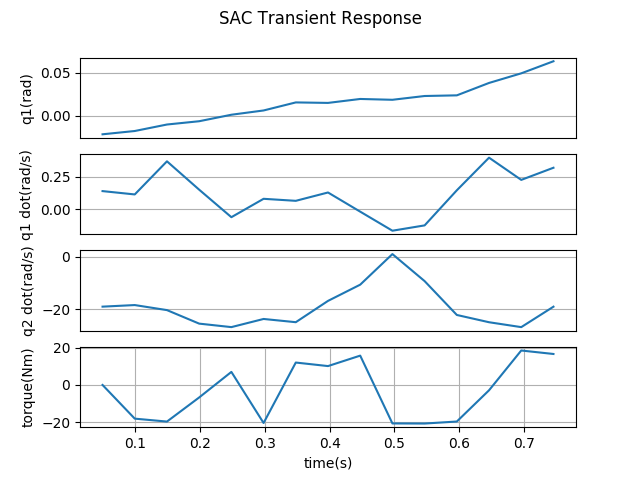 SAC Transient Response
q1(rad)
0.05
0.00
q1 dot(rad/s)
0.25
0.00
q2 dot(rad/s)
0
−20
torque(Nm)
20
0
−20
0.1 0.2 0.3 0.4 0.5 0.6 0.7
time(s)